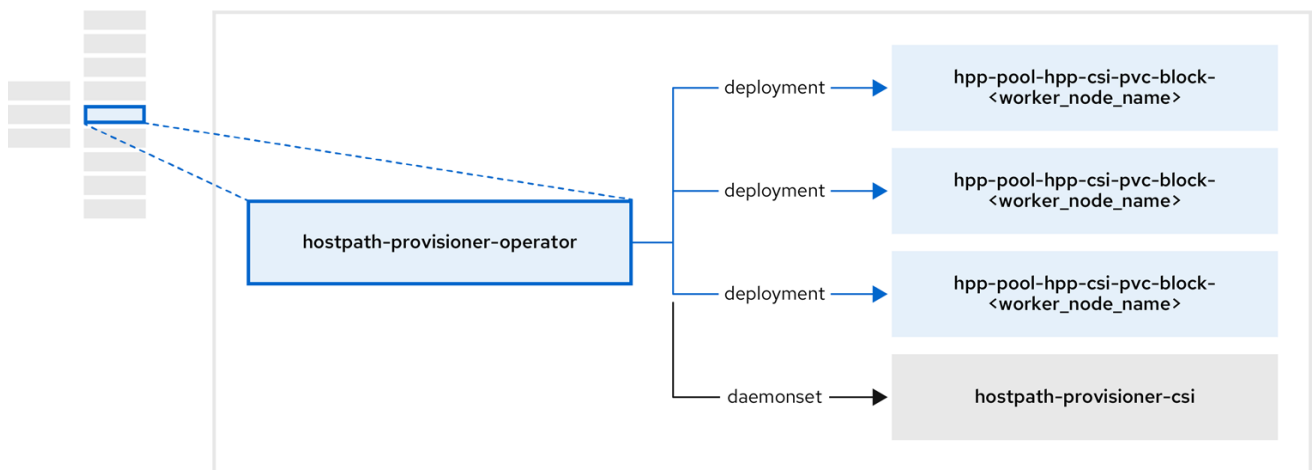 deployment
hpp-pool-hpp-csi-pvc-block-
<worker_node_name>
deployment
hpp-pool-hpp-csi-pvc-block-
<worker_node_name>
hostpath-provisioner-operator
deployment
hpp-pool-hpp-csi-pvc-block-
<worker_node_name>
daemonset
hostpath-provisioner-csi